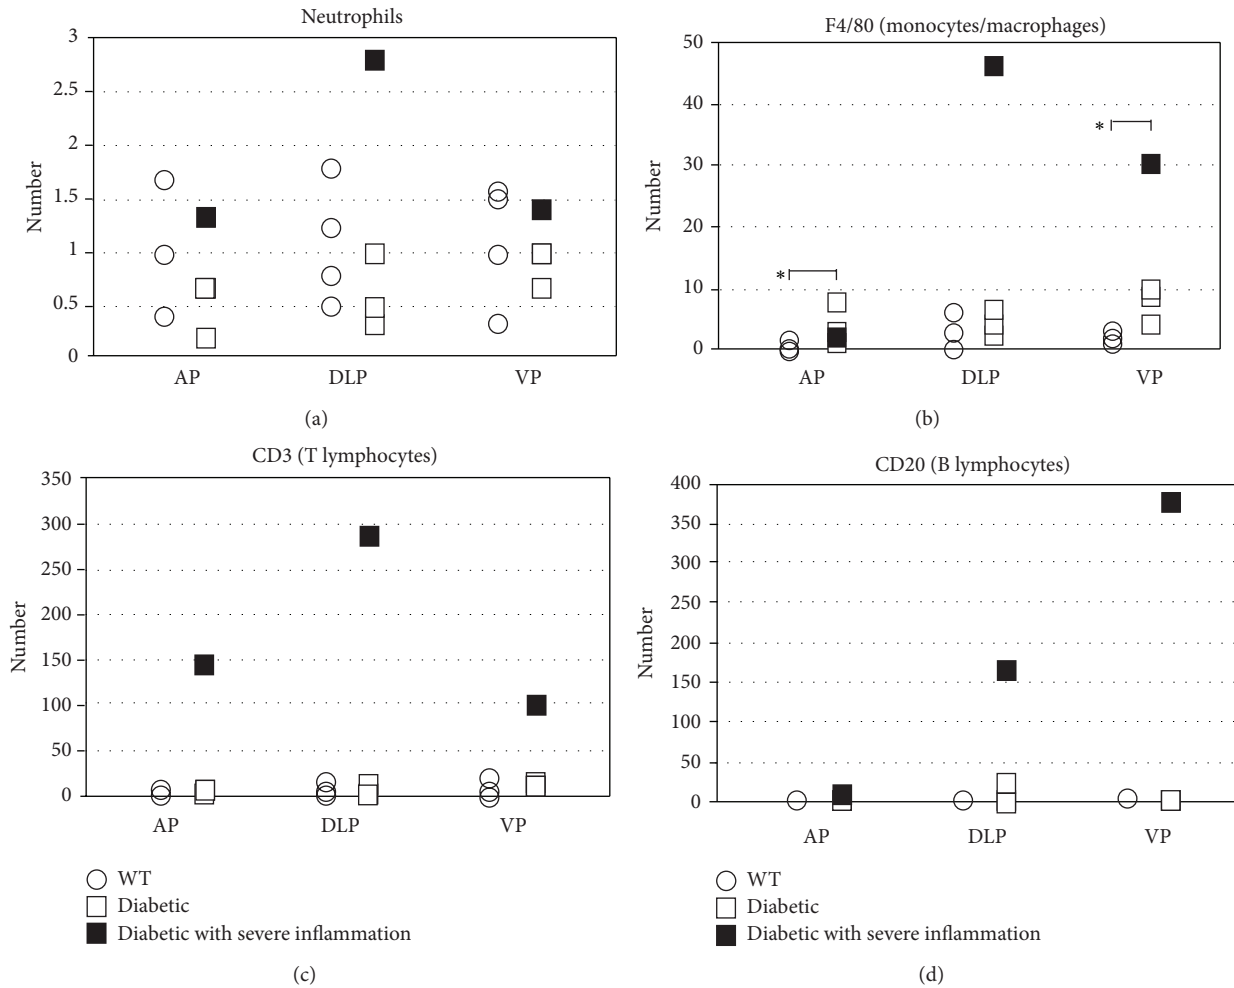 Neutrophils
3
2.5
2
1.5
1
0.5
0
Number
AP DLP VP
(a)
F4/80 (monocytes/macrophages)
50
40
30
20
10
0
Number
*
*
AP DLP VP
(b)
CD3 (T lymphocytes)
350
300
250
200
150
100
50
0
Number
AP DLP VP
WT
Diabetic
Diabetic with severe inflammation
(c)
CD20 (B lymphocytes)
400
350
300
250
200
150
100
50
0
Number
AP DLP VP
WT
Diabetic
Diabetic with severe inflammation
(d)